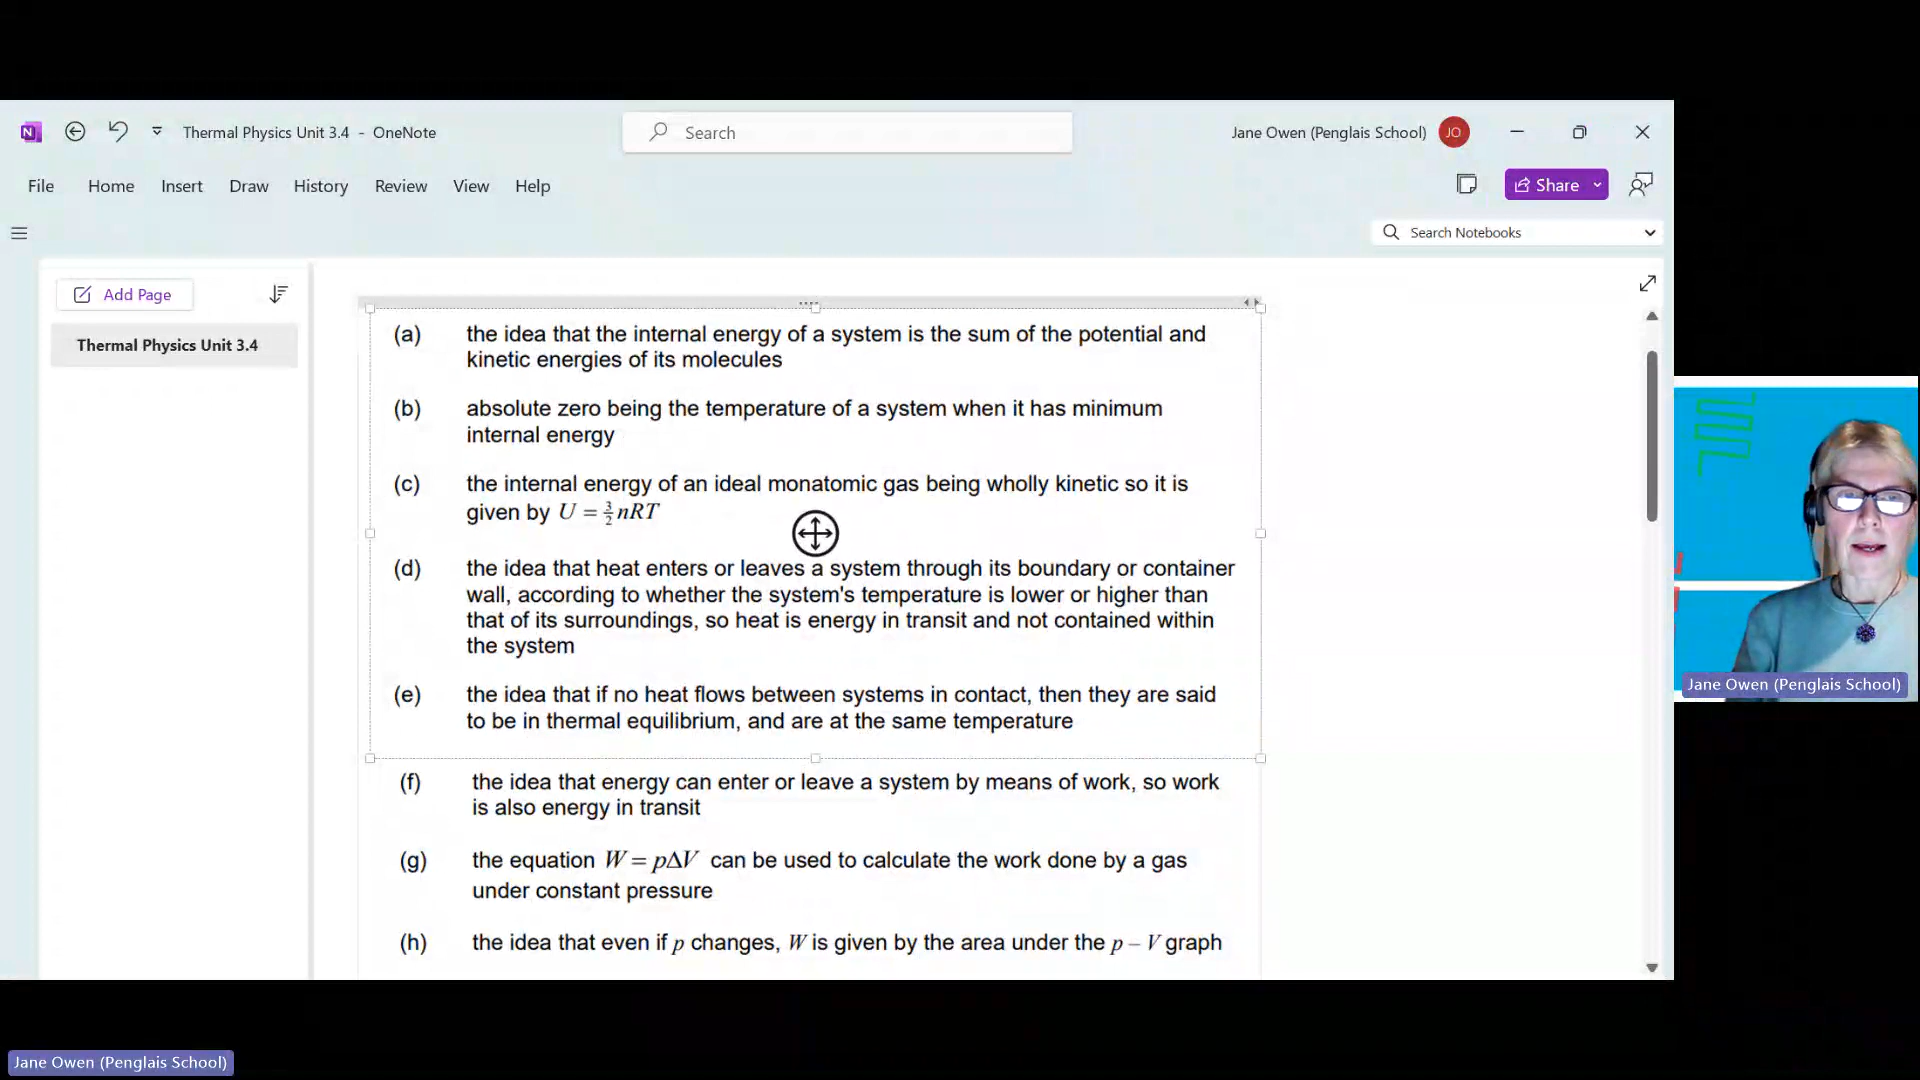 Thermal Physics Unit 3.4 - OneNote
Search
Jane Owen (Penglais School)
JO
File Home Insert Draw History Review View Help
Share
Search Notebooks
Add Page
Thermal Physics Unit 3.4
(a) the idea that the internal energy of a system is the sum of the potential and
kinetic energies of its molecules
(b) absolute zero being the temperature of a system when it has minimum
internal energy
(c) the internal energy of an ideal monatomic gas being wholly kinetic so it is
given by U = 3/2 nRT
(d) the idea that heat enters or leaves a system through its boundary or container
wall, according to whether the system's temperature is lower or higher than
that of its surroundings, so heat is energy in transit and not contained within
the system
(e) the idea that if no heat flows between systems in contact, then they are said
to be in thermal equilibrium, and are at the same temperature
(f) the idea that energy can enter or leave a system by means of work, so work
is also energy in transit
(g) the equation W = pΔV can be used to calculate the work done by a gas
under constant pressure
(h) the idea that even if p changes, W is given by the area under the p – V graph
Jane Owen (Penglais School)
Jane Owen (Penglais School)